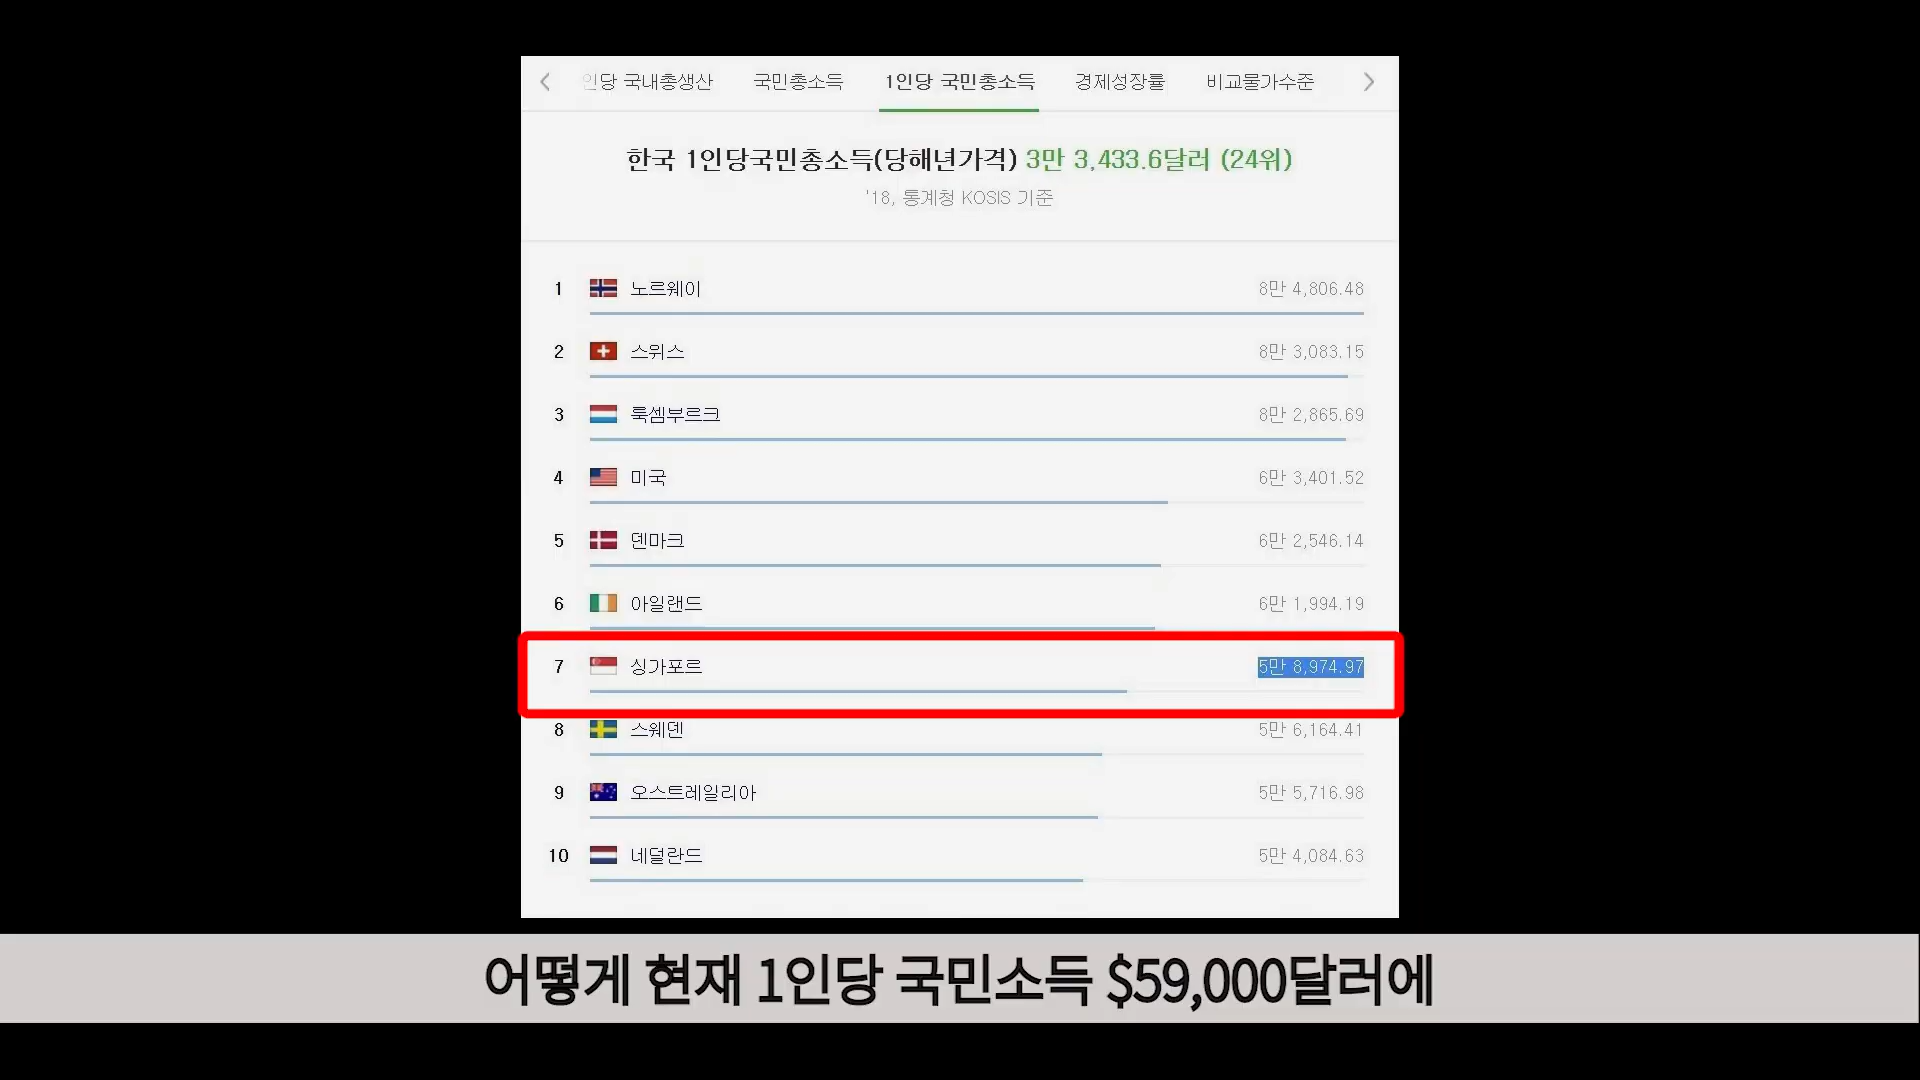 인당 국내총생산 국민총소득 1인당 국민총소득 경제성장률 비교물가수준
한국 1인당국민총소득(당해년가격) 3만 3,433.6달러 (24위)
'18, 통계청 KOSIS 기준
1 노르웨이 8만 4,806.48
2 스위스 8만 3,083.15
3 룩셈부르크 8만 2,865.69
4 미국 6만 3,401.52
5 덴마크 6만 2,546.14
6 아일랜드 6만 1,994.19
7 싱가포르 5만 8,974.97
8 스웨덴 5만 6,164.41
9 오스트레일리아 5만 5,716.98
10 네덜란드 5만 4,084.63
어떻게 현재 1인당 국민소득 $59,000달러에